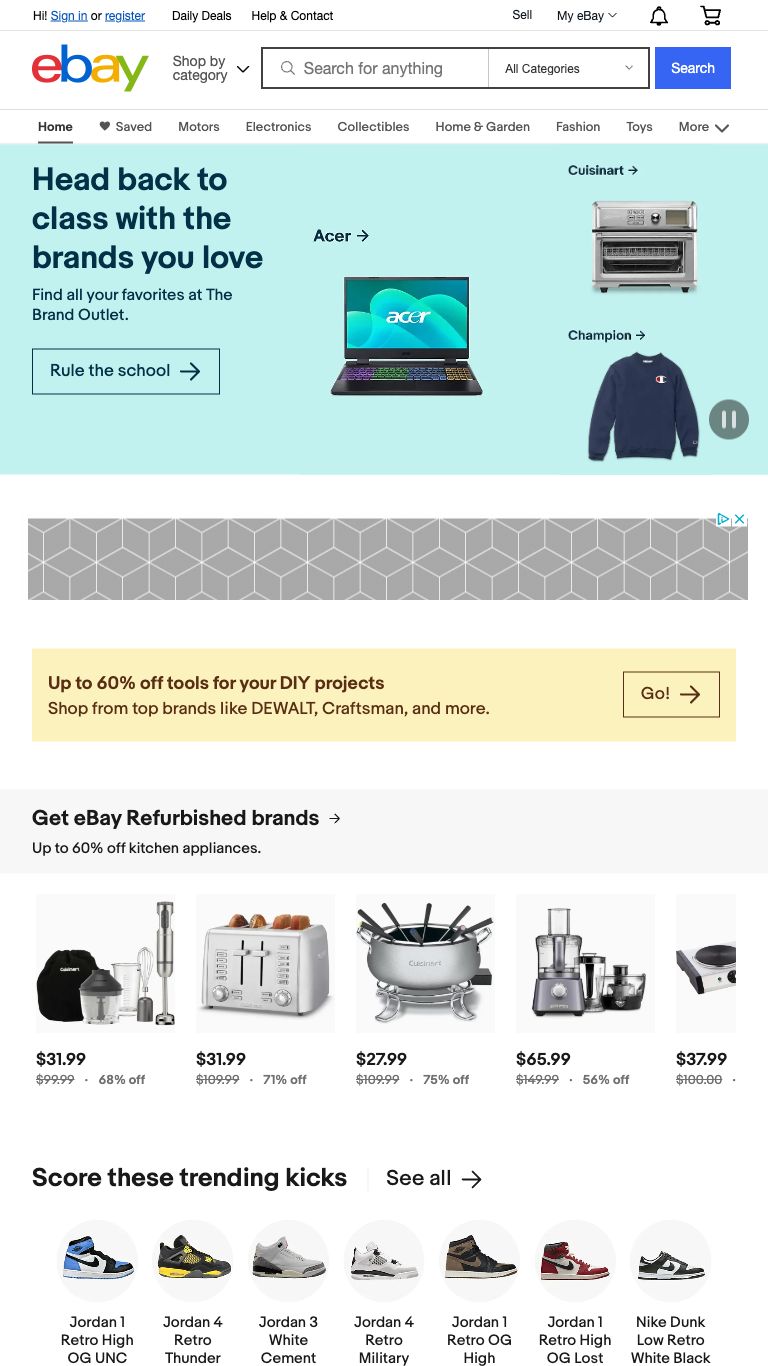 Hi! Sign in or register
Daily Deals
Help & Contact
Sell
My eBay
ebay
Shop by
category
Search for anything
All Categories
Search
Home
Saved
Motors
Electronics
Collectibles
Home & Garden
Fashion
Toys
More
Head back to
class with the
brands you love
Find all your favorites at The
Brand Outlet.
Rule the school →
Acer →
acer
Cuisinart →
Champion →
Up to 60% off tools for your DIY projects
Shop from top brands like DEWALT, Craftsman, and more.
Go! →
Get eBay Refurbished brands →
Up to 60% off kitchen appliances.
Cuisinart
Cuisinart
$31.99
$99.99 · 68% off
$31.99
$109.99 · 71% off
$27.99
$109.99 · 75% off
$65.99
$149.99 · 56% off
$37.99
$100.00 ·
Score these trending kicks
See all →
Jordan 1
Retro High
OG UNC
Jordan 4
Retro
Thunder
Jordan 3
White
Cement
Jordan 4
Retro
Military
Jordan 1
Retro OG
High
Jordan 1
Retro High
OG Lost
Nike Dunk
Low Retro
White Black